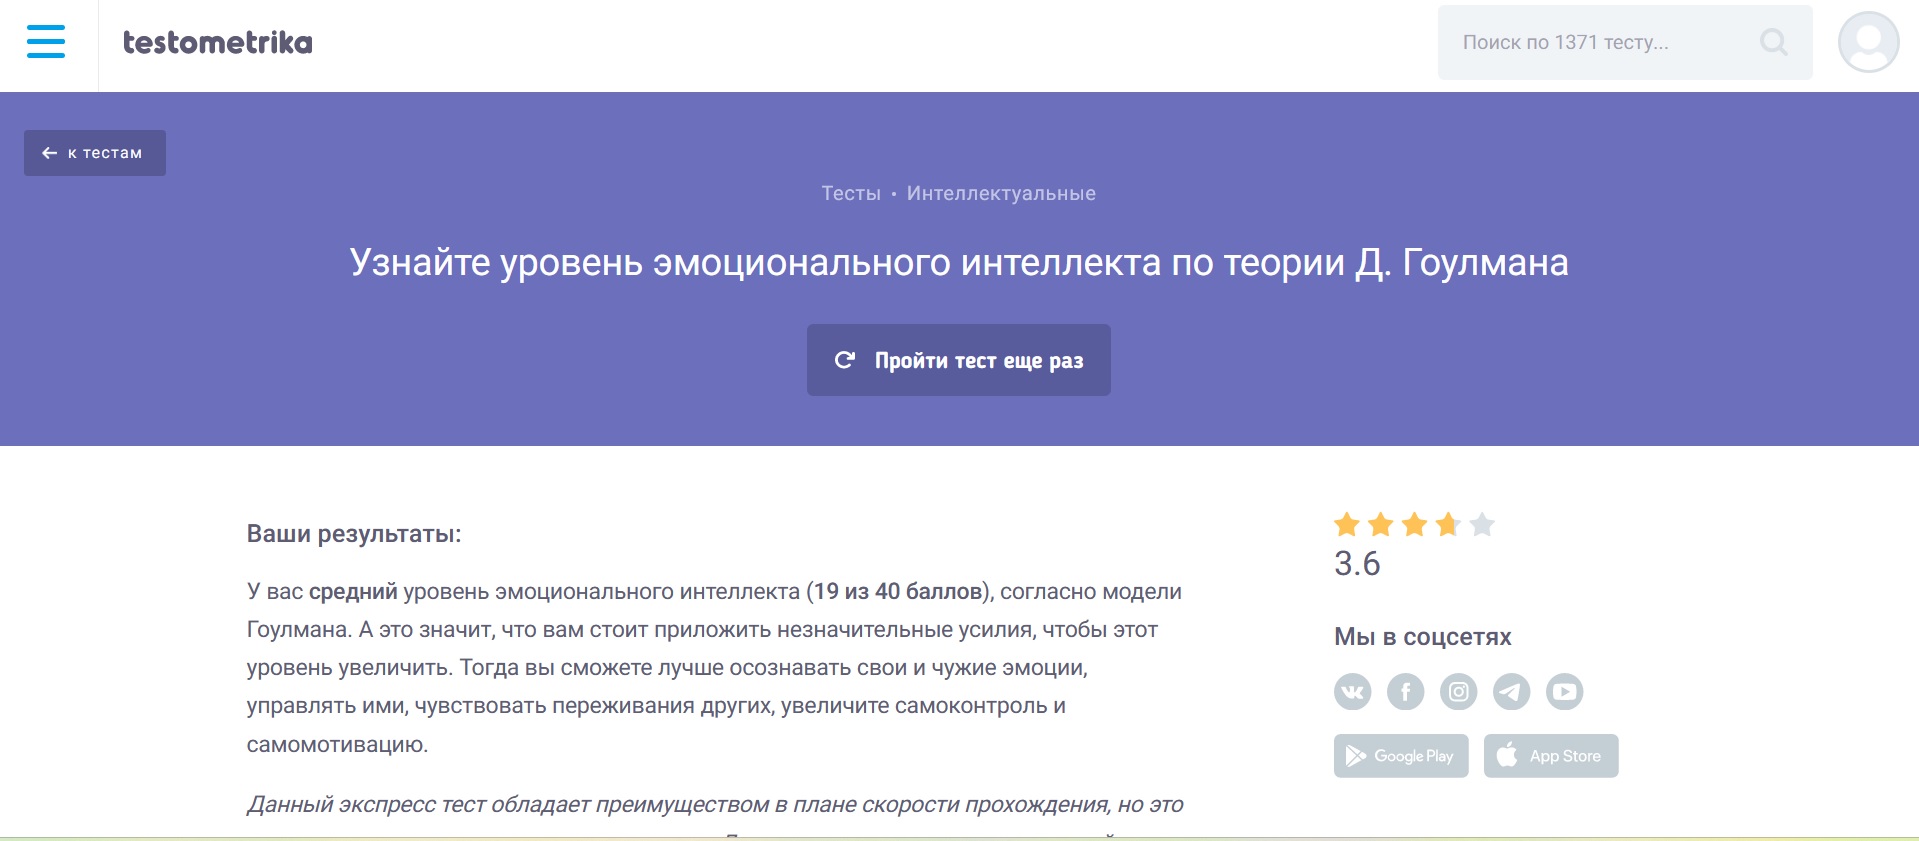 testometrika
Поиск по 1371 тесту...
к тестам
Тесты • Интеллектуальные
Узнайте уровень эмоционального интеллекта по теории Д. Гоулмана
Пройти тест еще раз
Ваши результаты:
У вас средний уровень эмоционального интеллекта (19 из 40 баллов), согласно модели
Гоулмана. А это значит, что вам стоит приложить незначительные усилия, чтобы этот
уровень увеличить. Тогда вы сможете лучше осознавать свои и чужие эмоции,
управлять ими, чувствовать переживания других, увеличите самоконтроль и
самомотивацию.
Данный экспресс тест обладает преимуществом в плане скорости прохождения, но это
3.6
Мы в соцсетях
Google Play
App Store